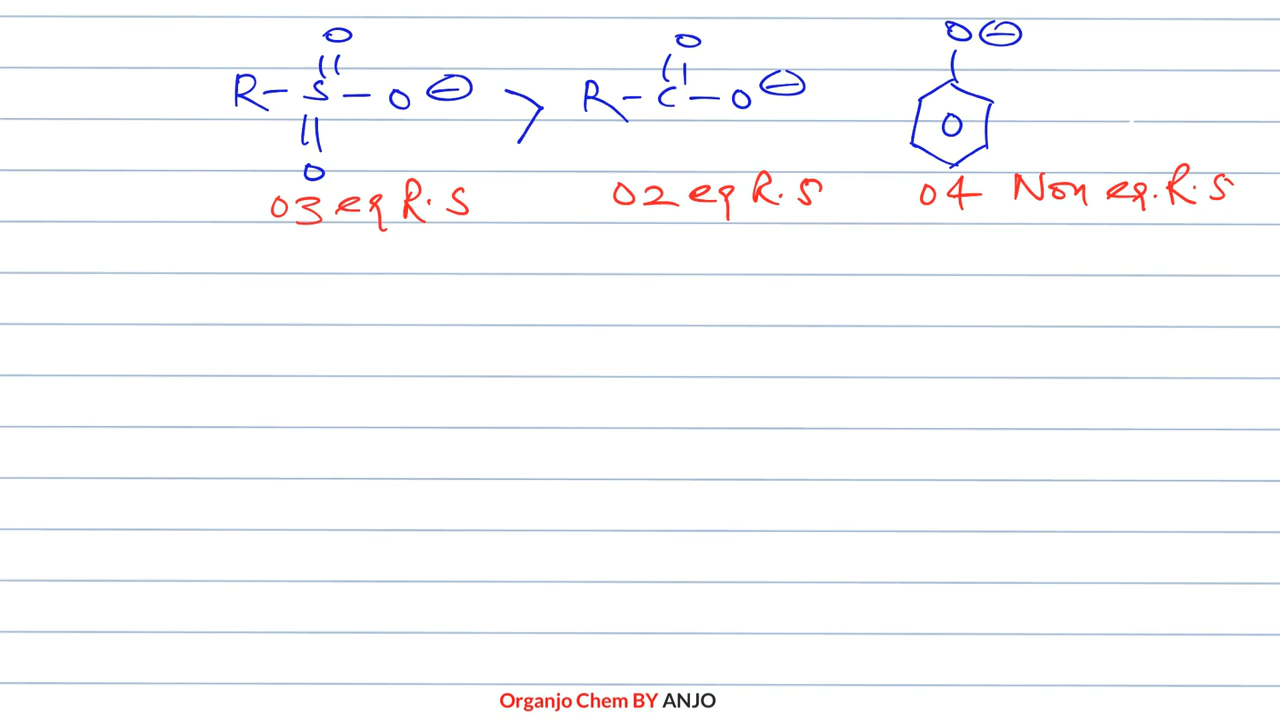 O O ⊖
R - S - O ⊖ > R - C - O ⊖
O
O
03 eq R. S 02 eq R. S 04 Non eq. R. S
Organjo Chem BY ANJO